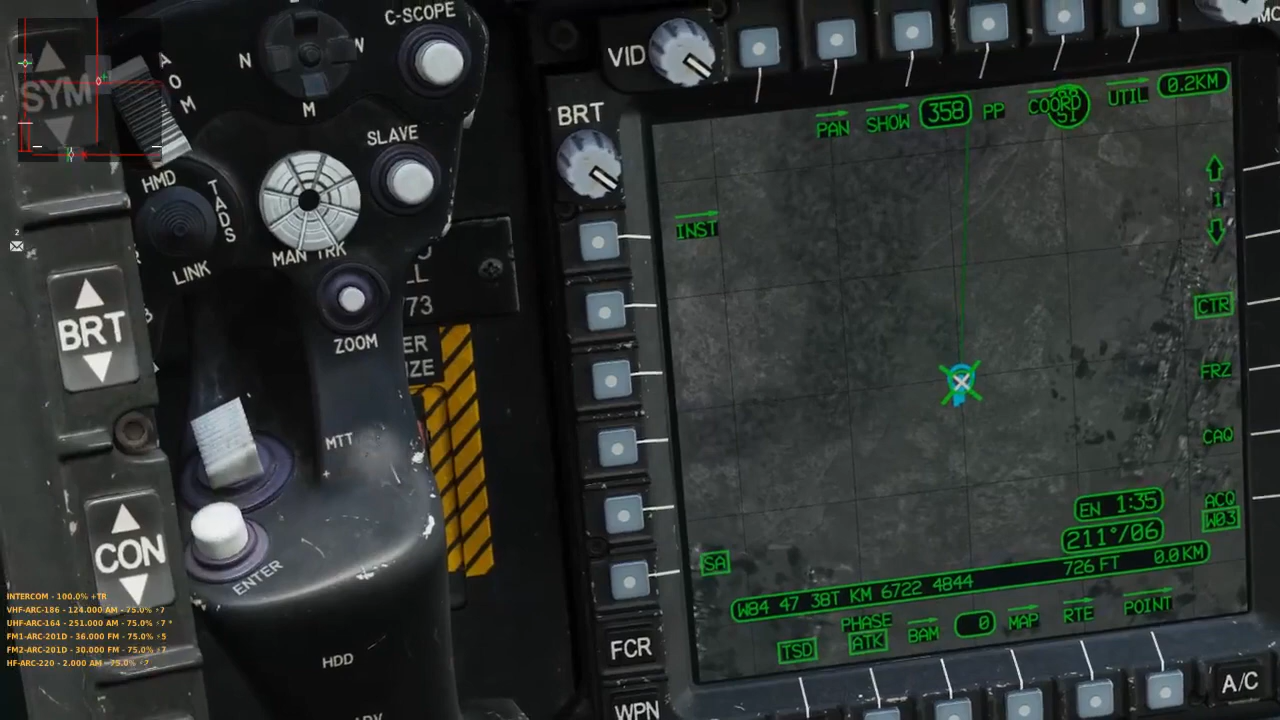 C-SCOPE
VID
SYM
A
O
M
N
W
M
SLAVE
BRT
HMD
TADS
LINK
MAN TRK
ZOOM
73
BRT
MTT
+
CON
ENTER
HDD
PAN
SHOW
358
PP
COORD
51
UTIL
0.2KM
INST
1
CTR
FRZ
CAQ
ACQ
W03
EN 1:35
211°/06
SA
W84 47 38T KM 6722 4844 726 FT 0.0 KM
TSD
PHASE
ATK
BAM
0
MAP
RTE
POINT
FCR
WPN
A/C
2
INTERCOM - 100.0% +TR
VHF-ARC-186 - 124.000 AM - 75.0% ⚡7
UHF-ARC-164 - 251.000 AM - 75.0% ⚡7 *
FM1-ARC-201D - 36.000 FM - 75.0% ⚡5
FM2-ARC-201D - 30.000 FM - 75.0% ⚡7
HF-ARC-220 - 2.000 AM - 75.0% ⚡7